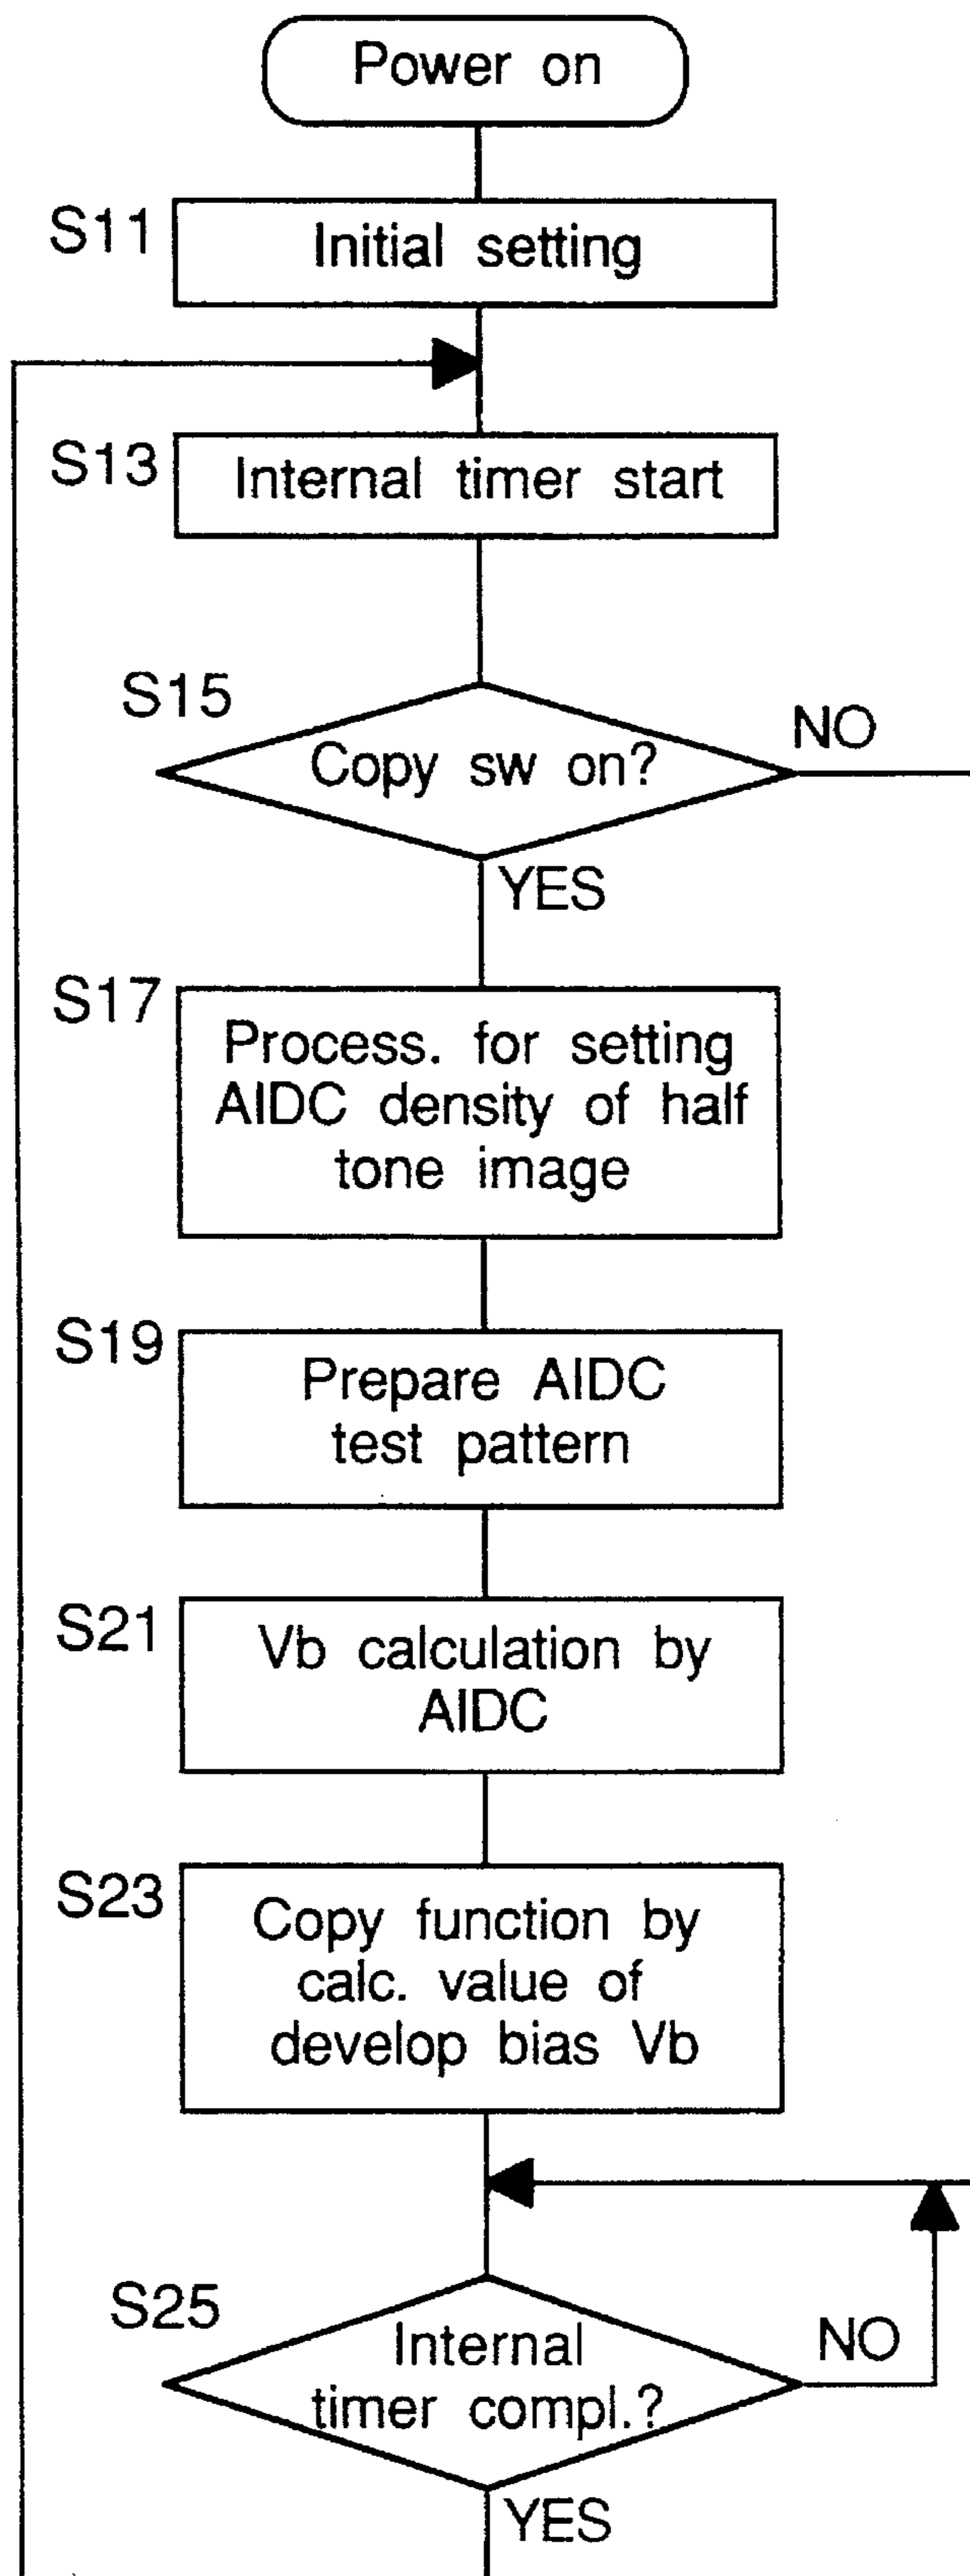 Power on
S11
Initial setting
S13
Internal timer start
S15
Copy sw on?
NO
YES
S17
Process. for setting
AIDC density of half
tone image
S19
Prepare AIDC
test pattern
S21
Vb calculation by
AIDC
S23
Copy function by
calc. value of
develop bias Vb
S25
Internal
timer compl.?
NO
YES